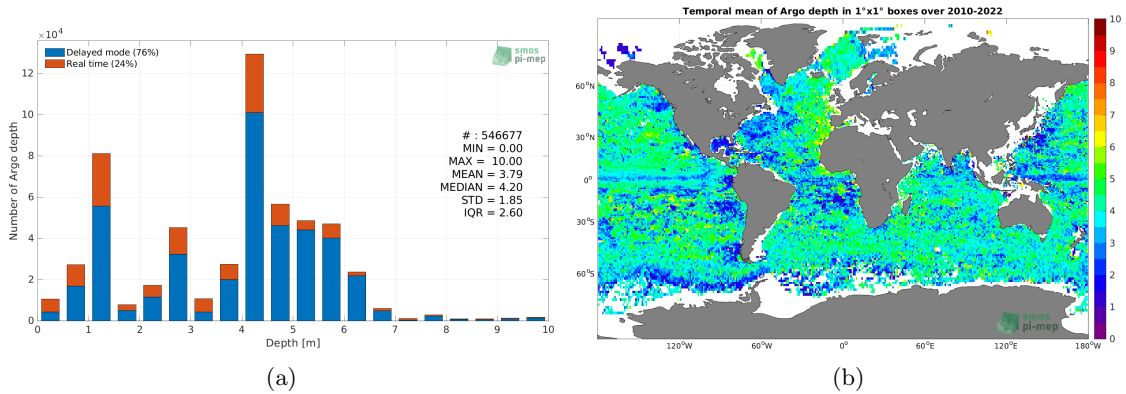 ×10⁴
Delayed mode (76%)
Real time (24%)
smos
pi-mep
# : 546677
MIN = 0.00
MAX = 10.00
MEAN = 3.79
MEDIAN = 4.20
STD = 1.85
IQR = 2.60
Number of Argo depth
12
10
8
6
4
2
0
0 1 2 3 4 5 6 7 8 9 10
Depth [m]
(a)
Temporal mean of Argo depth in 1°x1° boxes over 2010-2022
60°N
30°N
0°
30°S
60°S
120°W 60°W 0° 60°E 120°E 180°W
smos
pi-mep
10
9
8
7
6
5
4
3
2
1
0
(b)